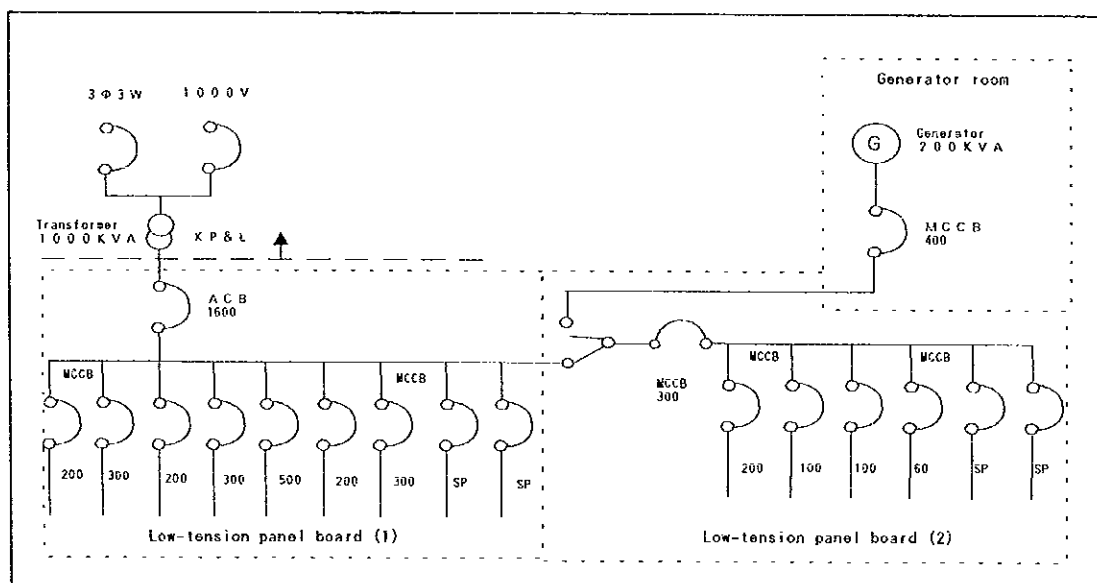 Generator room
3Φ3W 1000V
Generator
200KVA
G
Transformer
1000KVA
KP&L
MCCB
400
ACB
1600
MCCB MCCB
MCCB
300
MCCB MCCB
200 300 200 300 500 200 300 SP SP
200 100 100 60 SP SP
Low-tension panel board (1)
Low-tension panel board (2)